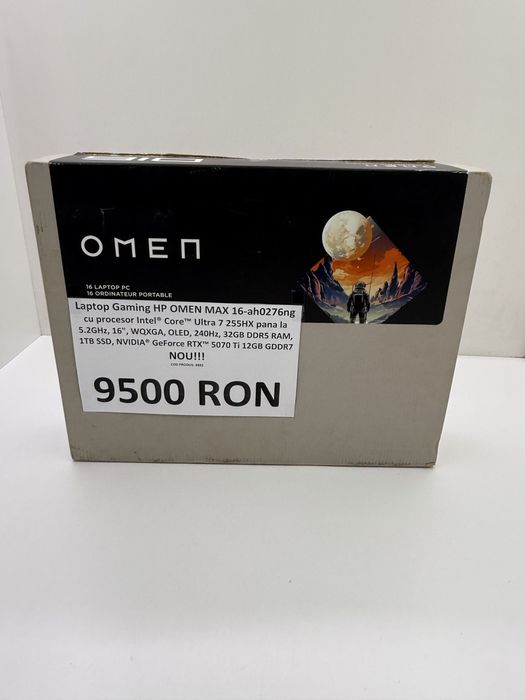 OMEN
16 LAPTOP PC
16 ORDINATEUR PORTABLE
Laptop Gaming HP OMEN MAX 16-ah0276ng
cu procesor Intel® Core™ Ultra 7 255HX pana la
5.2GHz, 16", WQXGA, OLED, 240Hz, 32GB DDR5 RAM,
1TB SSD, NVIDIA® GeForce RTX™ 5070 Ti 12GB GDDR7
NOU!!!
9500 RON